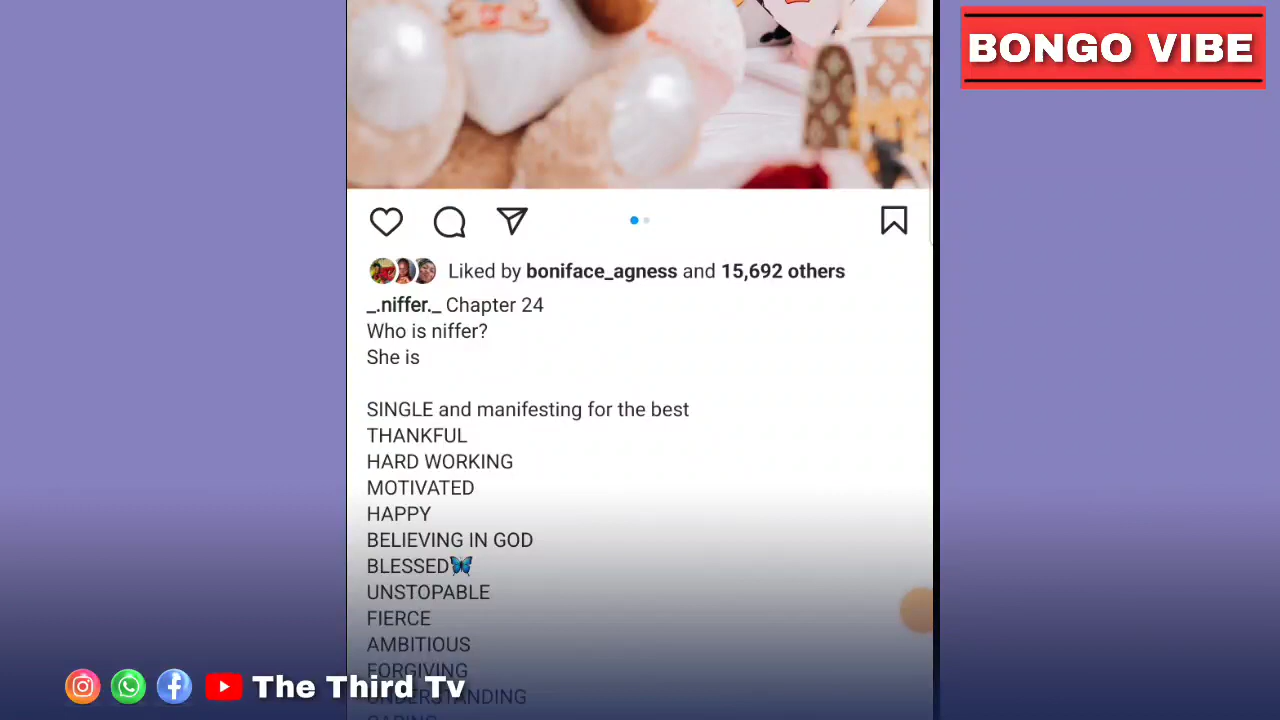 BONGO VIBE
Liked by boniface_agness and 15,692 others
_.niffer._ Chapter 24
Who is niffer?
She is
SINGLE and manifesting for the best
THANKFUL
HARD WORKING
MOTIVATED
HAPPY
BELIEVING IN GOD
BLESSED🦋
UNSTOPABLE
FIERCE
AMBITIOUS
FORGIVING
The Third Tv
UNDERSTANDING